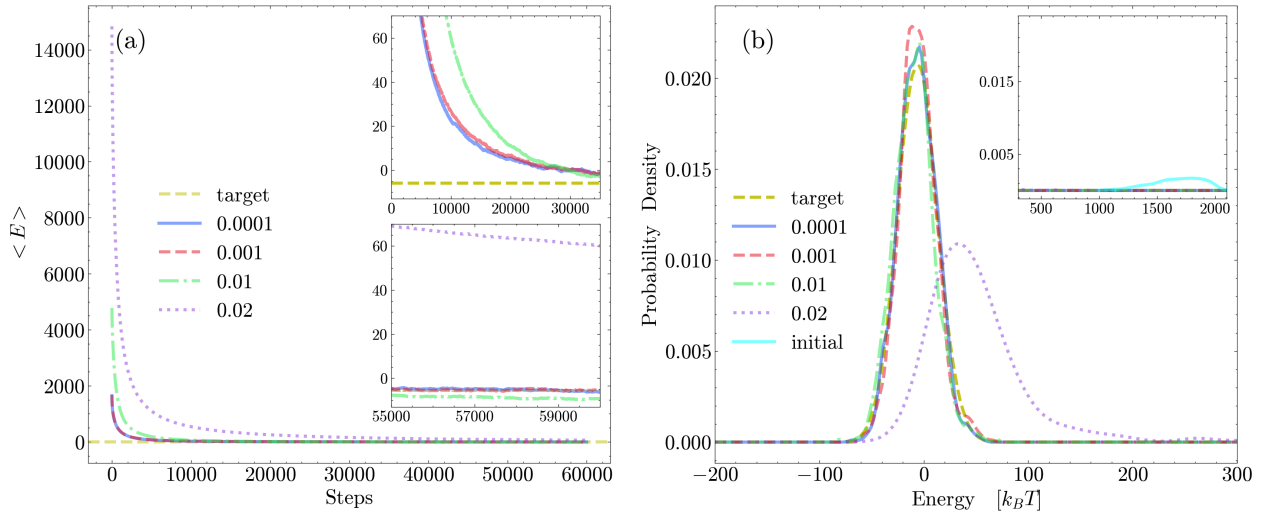 (a)
14000
12000
10000
8000
6000
4000
2000
0
< E >
0 10000 20000 30000 40000 50000 60000
Steps
target
0.0001
0.001
0.01
0.02
60
40
20
0
0 10000 20000 30000
60
40
20
0
55000 57000 59000
(b)
0.020
0.015
0.010
0.005
0.000
Probability Density
−200 −100 0 100 200 300
Energy [k_BT]
target
0.0001
0.001
0.01
0.02
initial
0.015
0.005
500 1000 1500 2000